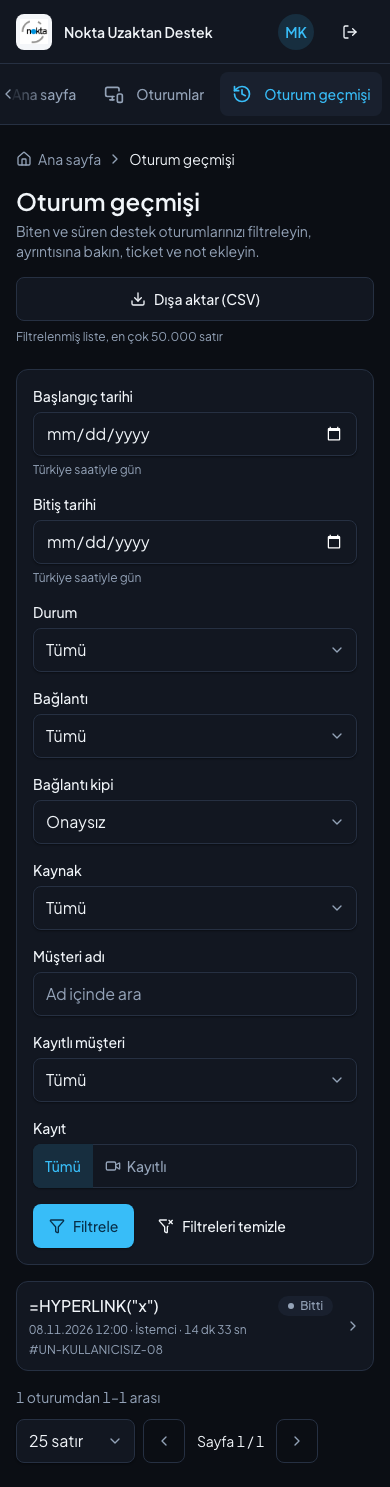 nokta
Nokta Uzaktan Destek
MK
Ana sayfa
Oturumlar
Oturum geçmişi
Ana sayfa
Oturum geçmişi
Oturum geçmişi
Biten ve süren destek oturumlarınızı filtreleyin,
ayrıntısına bakın, ticket ve not ekleyin.
Dışa aktar (CSV)
Filtrelenmiş liste, en çok 50.000 satır
Başlangıç tarihi
mm/dd/yyyy
Türkiye saatiyle gün
Bitiş tarihi
mm/dd/yyyy
Türkiye saatiyle gün
Durum
Tümü
Bağlantı
Tümü
Bağlantı kipi
Onaysız
Kaynak
Tümü
Müşteri adı
Ad içinde ara
Kayıtlı müşteri
Tümü
Kayıt
Tümü
Kayıtlı
Filtrele
Filtreleri temizle
=HYPERLINK("x")
Bitti
08.11.2026 12:00 · İstemci · 14 dk 33 sn
#UN-KULLANICISIZ-08
1 oturumdan 1–1 arası
25 satır
Sayfa 1 / 1